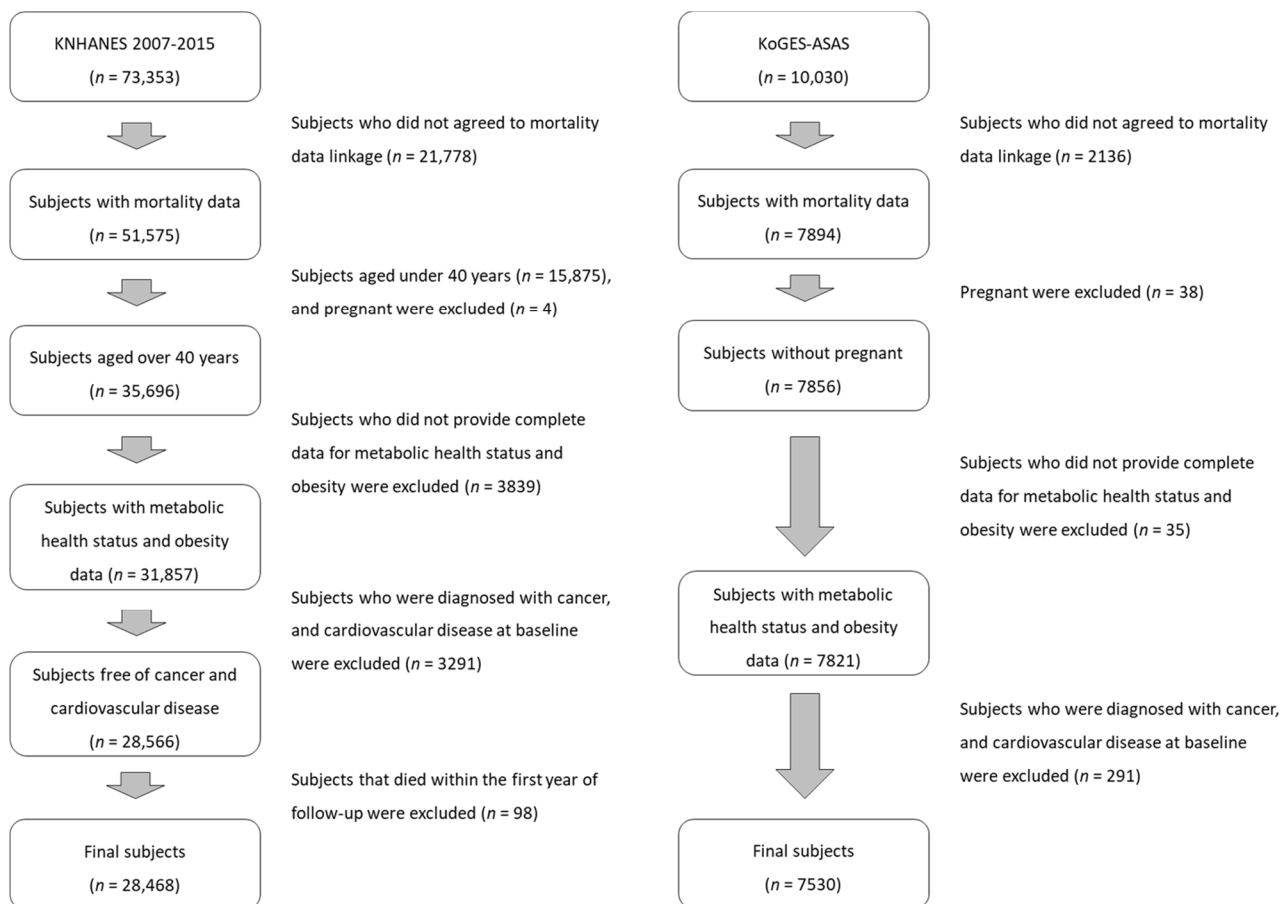 KNHANES 2007-2015
(n = 73,353)
Subjects who did not agreed to mortality
data linkage (n = 21,778)
Subjects with mortality data
(n = 51,575)
Subjects aged under 40 years (n = 15,875),
and pregnant were excluded (n = 4)
Subjects aged over 40 years
(n = 35,696)
Subjects who did not provide complete
data for metabolic health status and
obesity were excluded (n = 3839)
Subjects with metabolic
health status and obesity
data (n = 31,857)
Subjects who were diagnosed with cancer,
and cardiovascular disease at baseline
were excluded (n = 3291)
Subjects free of cancer and
cardiovascular disease
(n = 28,566)
Subjects that died within the first year of
follow-up were excluded (n = 98)
Final subjects
(n = 28,468)
KoGES-ASAS
(n = 10,030)
Subjects who did not agreed to mortality
data linkage (n = 2136)
Subjects with mortality data
(n = 7894)
Pregnant were excluded (n = 38)
Subjects without pregnant
(n = 7856)
Subjects who did not provide complete
data for metabolic health status and
obesity were excluded (n = 35)
Subjects with metabolic
health status and obesity
data (n = 7821)
Subjects who were diagnosed with cancer,
and cardiovascular disease at baseline
were excluded (n = 291)
Final subjects
(n = 7530)